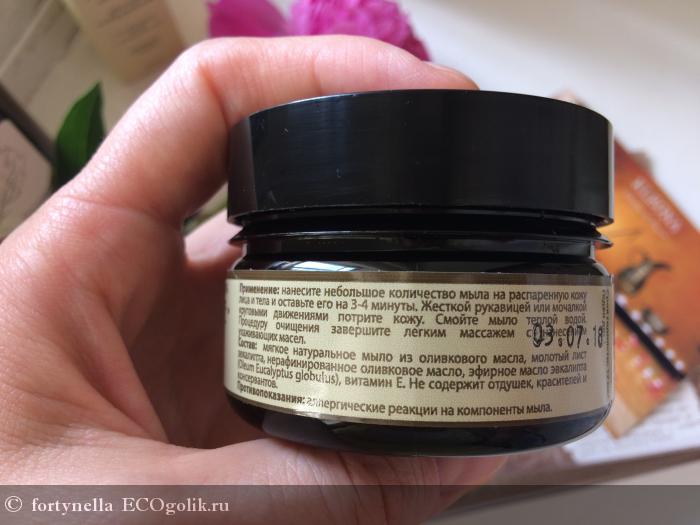 Применение: нанесите небольшое количество мыла на распаренную кожу
лица и тела и оставьте его на 3-4 минуты. Жесткой рукавицей или мочалкой
круговыми движениями потрите кожу. Смойте мыло теплой водой.
Процедуру очищения завершите легким массажем с
ухаживающих масел.
09.07.18
Состав: мягкое натуральное мыло из оливкового масла, молотый лист
эвкалипта, нерафинированное оливковое масло, эфирное масло эвкалипта
(Oleum Eucalyptus globulus), витамин Е. Не содержит отдушек, красителей и
консервантов.
Противопоказания: аллергические реакции на компоненты мыла.
© fortynella ECOgolik.ru